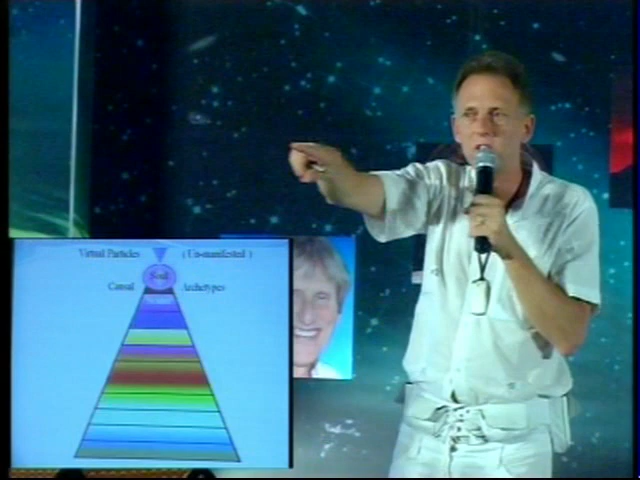 Virtual Particles ( Un-manifested )
Soul
Causal Archetypes